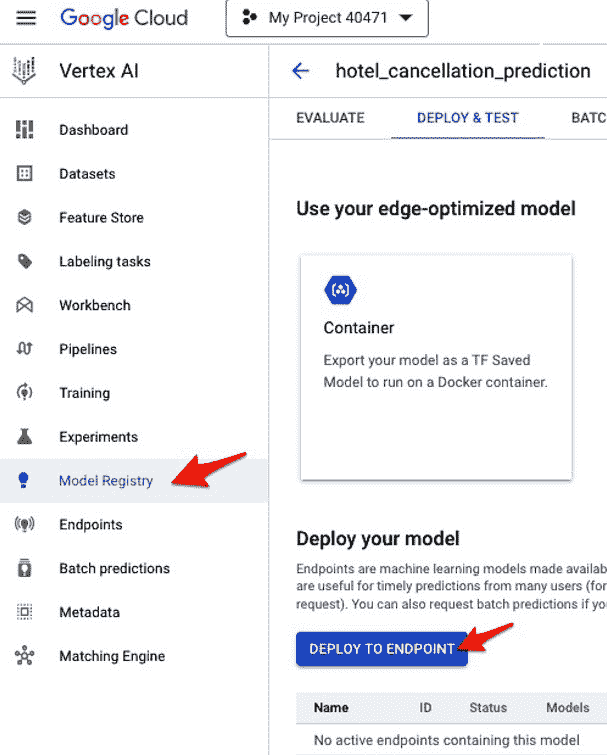 Google Cloud
My Project 40471
Vertex AI
hotel_cancellation_prediction
EVALUATE
DEPLOY & TEST
BATC
Dashboard
Datasets
Feature Store
Labeling tasks
Workbench
Pipelines
Training
Experiments
Model Registry
Endpoints
Batch predictions
Metadata
Matching Engine
Use your edge-optimized model
Container
Export your model as a TF Saved
Model to run on a Docker container.
Deploy your model
Endpoints are machine learning models made availab
are useful for timely predictions from many users (for
request). You can also request batch predictions if yo
DEPLOY TO ENDPOINT
Name ID Status Models
No active endpoints containing this model